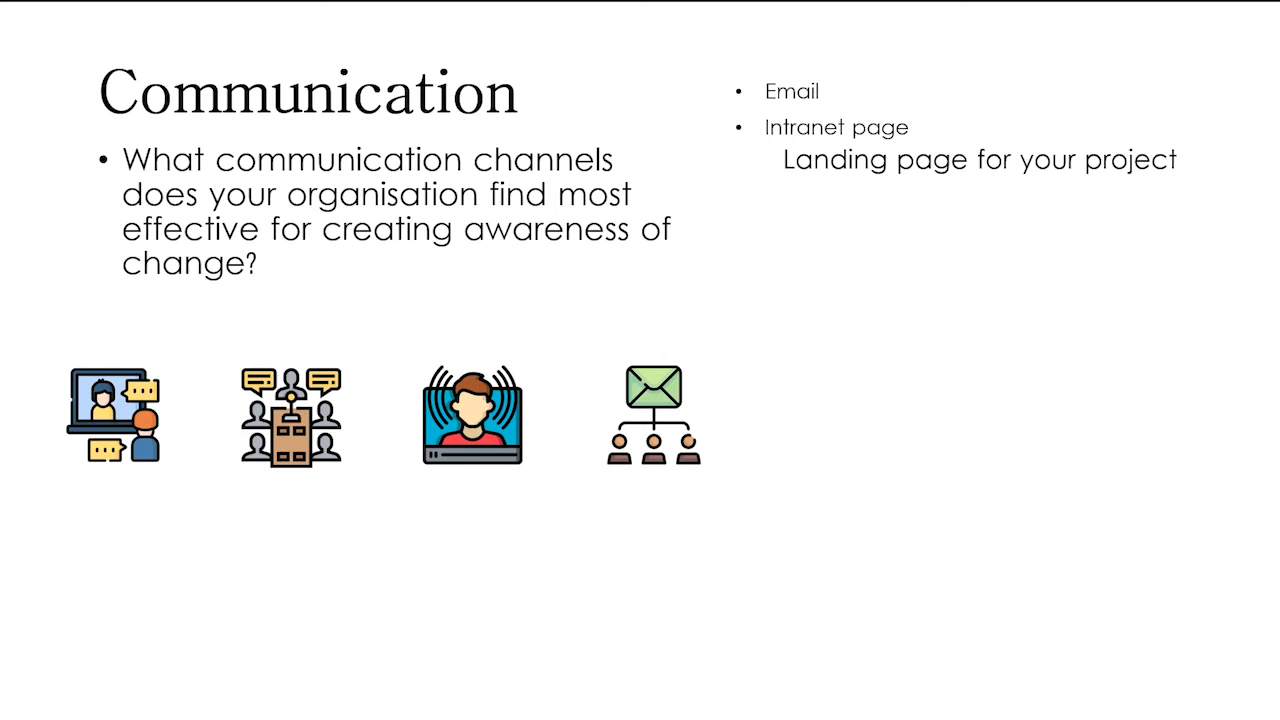 Communication
• What communication channels
does your organisation find most
effective for creating awareness of
change?
• Email
• Intranet page
Landing page for your project